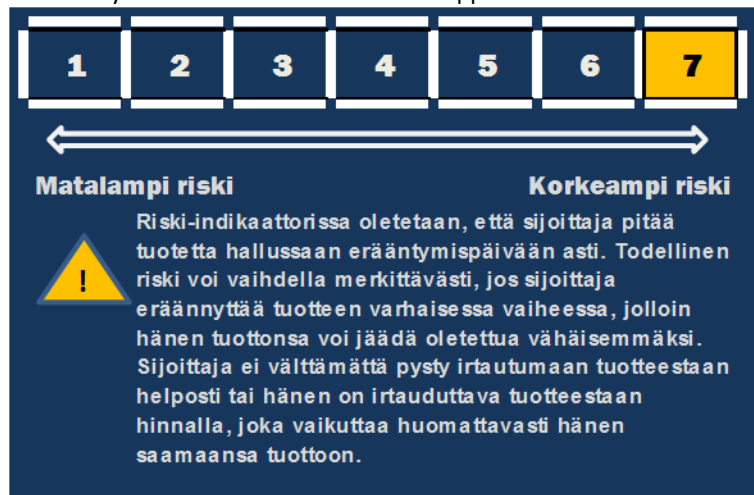 1 2 3 4 5 6 7
Matalampi riski Korkeampi riski
Riski-indikaattorissa oletetaan, että sijoittaja pitää
tuotetta hallussaan erääntymispäivään asti. Todellinen
! riski voi vaihdella merkittävästi, jos sijoittaja
eräännyttää tuotteen varhaisessa vaiheessa, jolloin
hänen tuottonsa voi jäädä oletettua vähäisemmäksi.
Sijoittaja ei välttämättä pysty irtautumaan tuotteestaan
helposti tai hänen on irtauduttava tuotteestaan
hinnalla, joka vaikuttaa huomattavasti hänen
saamaansa tuottoon.